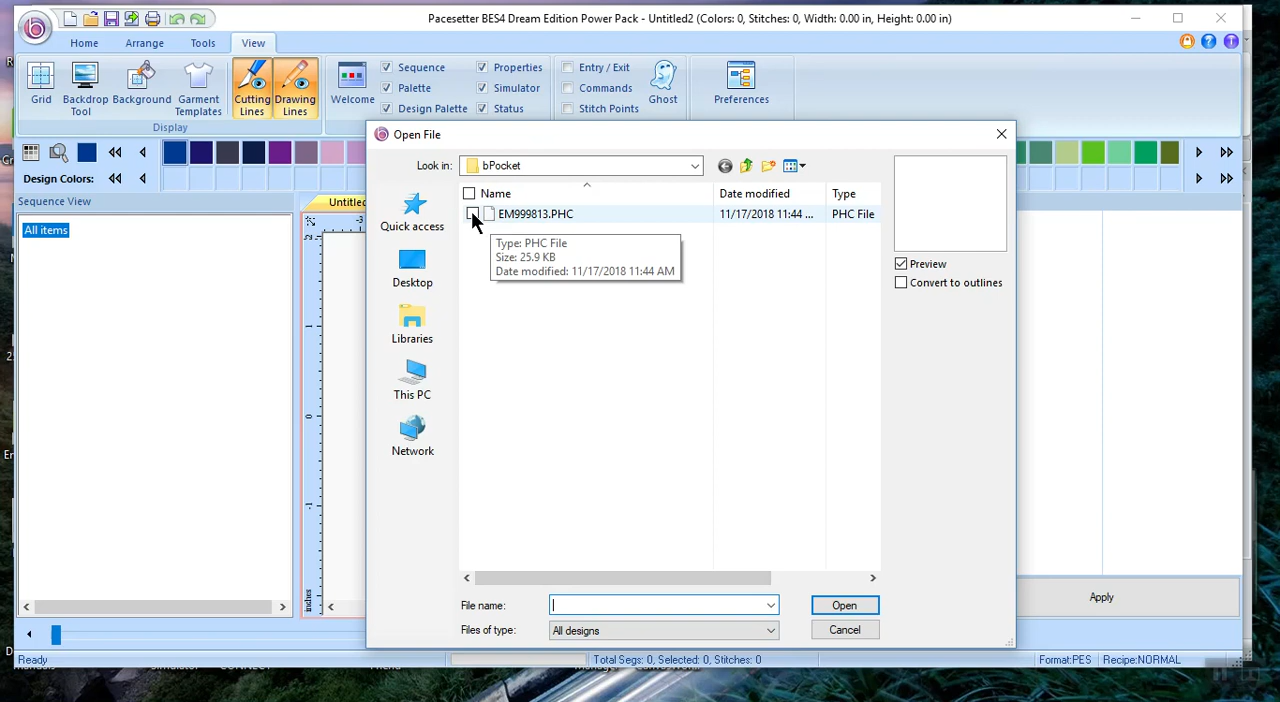 Pacesetter BES4 Dream Edition Power Pack - Untitled2 (Colors: 0, Stitches: 0, Width: 0.00 in, Height: 0.00 in)
Home Arrange Tools View
Sequence Properties Entry / Exit
Palette Simulator Commands
Design Palette Status Stitch Points
Grid Backdrop Tool Background Garment Templates Cutting Lines Drawing Lines Welcome Ghost Preferences
Display
Open File
Look in: bPocket
Design Colors:
Sequence View
Untitle
All items
Name Date modified Type
EM999813.PHC 11/17/2018 11:44 ... PHC File
Type: PHC File
Size: 25.9 KB
Date modified: 11/17/2018 11:44 AM
Quick access
Desktop
Libraries
This PC
Network
Preview
Convert to outlines
inches
File name: Open
Files of type: All designs Cancel
Apply
Ready Total Segs: 0, Selected: 0, Stitches: 0 Format:PES Recipe:NORMAL